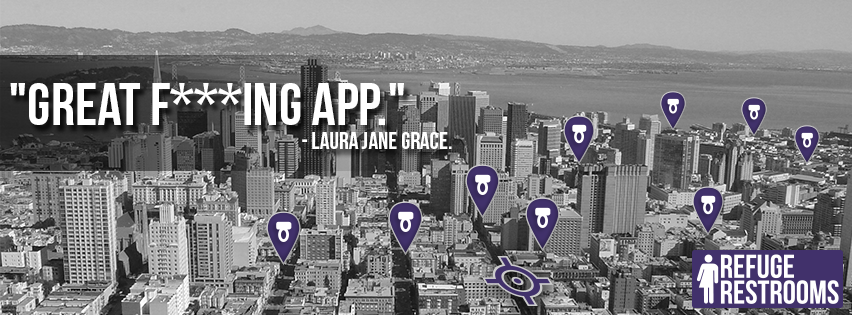 "GREAT F***ING APP."
- LAURA JANE GRACE.
REFUGE
RESTROOMS